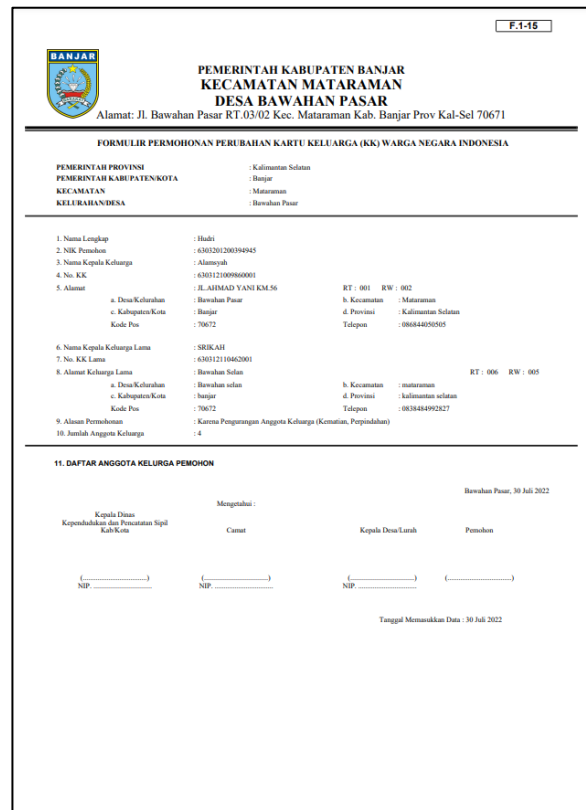 F.1-15
BANJAR
PEMERINTAH KABUPATEN BANJAR
KECAMATAN MATARAMAN
DESA BAWAHAN PASAR
Alamat: Jl. Bawahan Pasar RT.03/02 Kec. Mataraman Kab. Banjar Prov Kal-Sel 70671
FORMULIR PERMOHONAN PERUBAHAN KARTU KELUARGA (KK) WARGA NEGARA INDONESIA
PEMERINTAH PROVINSI : Kalimantan Selatan
PEMERINTAH KABUPATEN/KOTA : Banjar
KECAMATAN : Mataraman
KELURAHAN/DESA : Bawahan Pasar
1. Nama Lengkap : Hudri
2. NIK Pemohon : 6303201200394945
3. Nama Kepala Keluarga : Alamsyah
4. No. KK : 6303121009860001
5. Alamat : JL.AHMAD YANI KM.56 RT : 001 RW : 002
a. Desa/Kelurahan : Bawahan Pasar b. Kecamatan : Mataraman
c. Kabupaten/Kota : Banjar d. Provinsi : Kalimantan Selatan
Kode Pos : 70672 Telepon : 086844050505
6. Nama Kepala Keluarga Lama : SRIKAH
7. No. KK Lama : 630312110462001
8. Alamat Keluarga Lama : Bawahan Selan RT : 006 RW : 005
a. Desa/Kelurahan : Bawahan selan b. Kecamatan : mataraman
c. Kabupaten/Kota : banjar d. Provinsi : kalimantan selatan
Kode Pos : 70672 Telepon : 0838484992827
9. Alasan Permohonan : Karena Pengurangan Anggota Keluarga (Kematian, Perpindahan)
10. Jumlah Anggota Keluarga : 4
11. DAFTAR ANGGOTA KELURGA PEMOHON
Bawahan Pasar, 30 Juli 2022
Mengetahui :
Kepala Dinas
Kependudukan dan Pencatatan Sipil
Kab/Kota Camat Kepala Desa/Lurah Pemohon
(..............................) (..............................) (..............................) (..............................)
NIP. ........................... NIP. ........................... NIP. ...........................
Tanggal Memasukkan Data : 30 Juli 2022